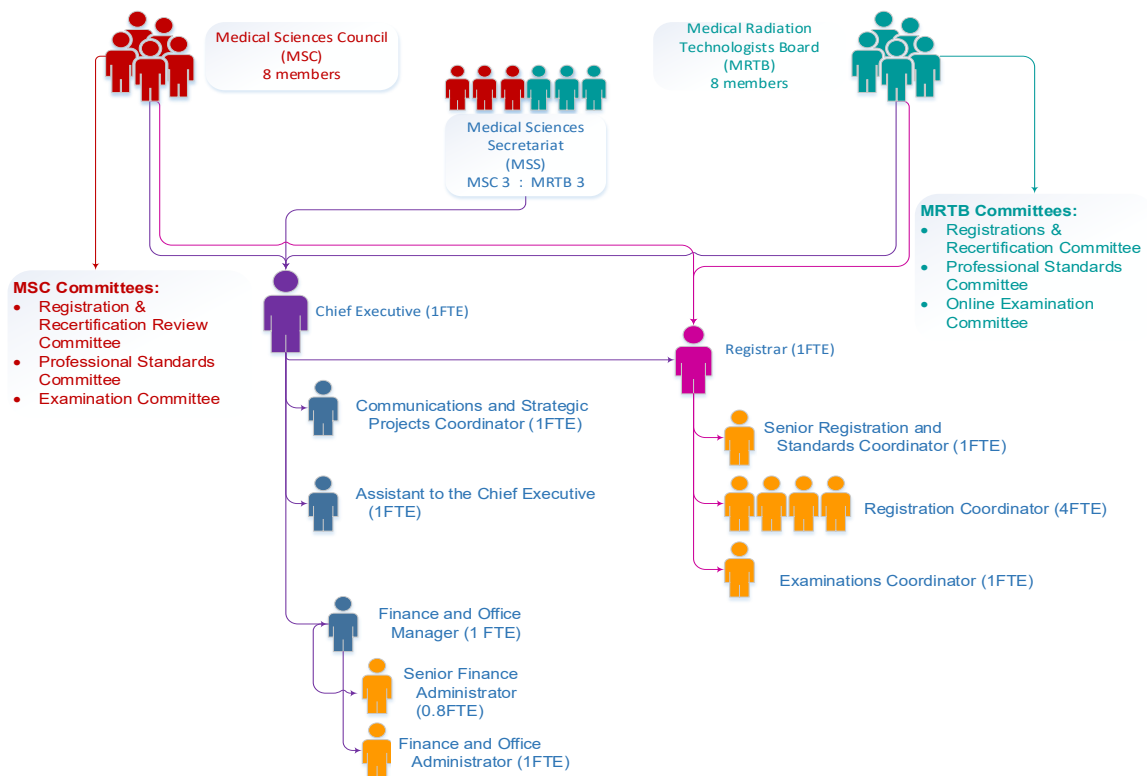 Medical Sciences Council
(MSC)
8 members
Medical Radiation
Technologists Board
(MRTB)
8 members
Medical Sciences
Secretariat
(MSS)
MSC 3 : MRTB 3
MSC Committees:
• Registration &
Recertification Review
Committee
• Professional Standards
Committee
• Examination Committee
MRTB Committees:
• Registrations &
Recertification Committee
• Professional Standards
Committee
• Online Examination
Committee
Chief Executive (1FTE)
Registrar (1FTE)
Communications and Strategic
Projects Coordinator (1FTE)
Assistant to the Chief Executive
(1FTE)
Finance and Office
Manager (1 FTE)
Senior Finance
Administrator
(0.8FTE)
Finance and Office
Administrator (1FTE)
Senior Registration and
Standards Coordinator (1FTE)
Registration Coordinator (4FTE)
Examinations Coordinator (1FTE)